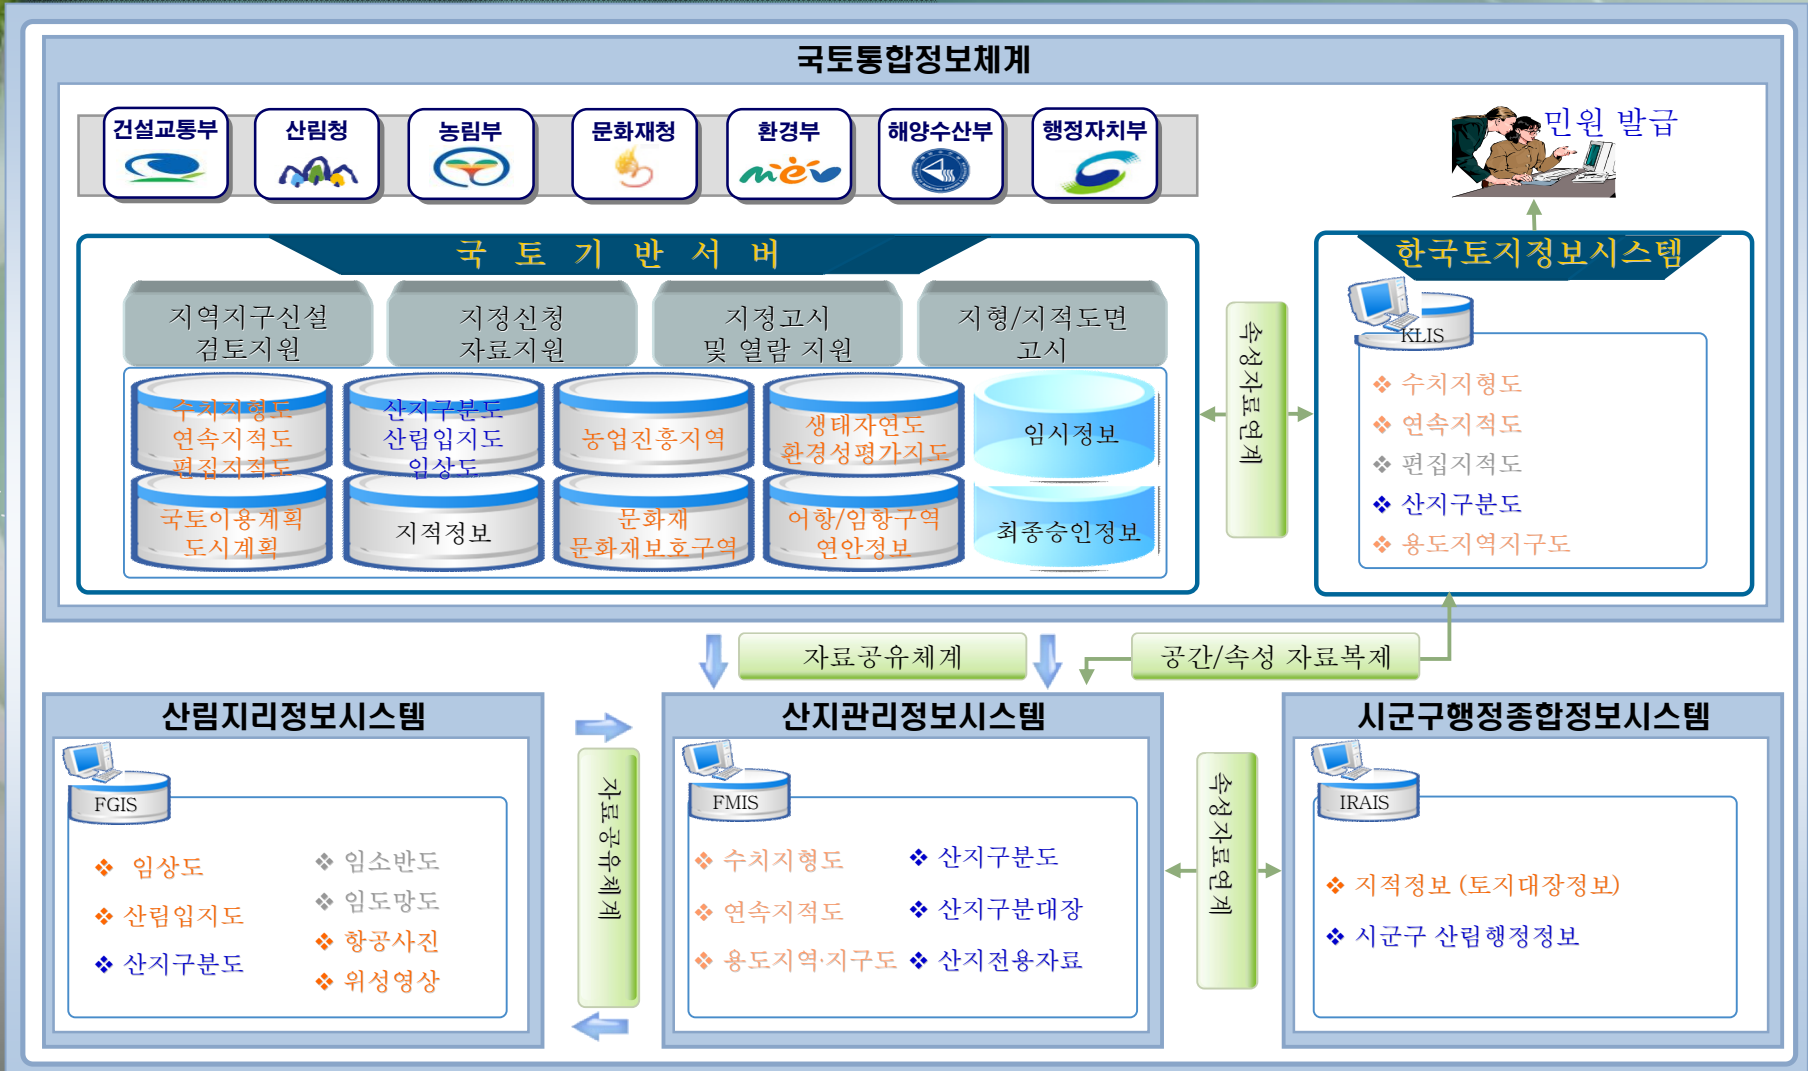 국토통합정보체계
건설교통부
산림청
농림부
문화재청
환경부
mev
해양수산부
행정자치부
민원 발급
국 토 기 반 서 버
지역지구신설
검토지원
지정신청
자료지원
지정고시
및 열람 지원
지형/지적도면
고시
수치지형도
연속지적도
편집지적도
산지구분도
산림입지도
임상도
농업진흥지역
생태자연도
환경성평가지도
임시정보
국토이용계획
도시계획
지적정보
문화재
문화재보호구역
어항/임항구역
연안정보
최종승인정보
속성자료연계
한국토지정보시스템
KLIS
수치지형도
연속지적도
편집지적도
산지구분도
용도지역지구도
자료공유체계
공간/속성 자료복제
산림지리정보시스템
FGIS
임상도
산림입지도
산지구분도
임소반도
임도망도
항공사진
위성영상
자료공유체계
산지관리정보시스템
FMIS
수치지형도
연속지적도
용도지역·지구도
산지구분도
산지구분대장
산지전용자료
속성자료연계
시군구행정종합정보시스템
IRAIS
지적정보 (토지대장정보)
시군구 산림행정정보